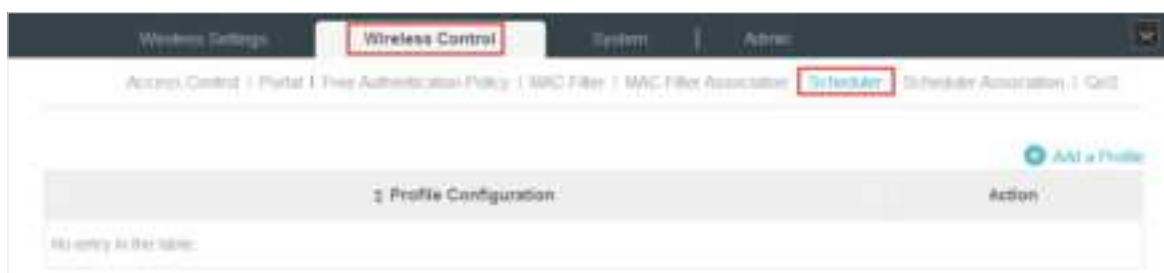 Wireless Settings Wireless Control System | Admin
Access Control | Portal | Free Authentication Policy | MAC Filter | MAC Filter Association Scheduler Scheduler Association | QoS
Add a Profile
Profile Configuration Action
No entry in the table.